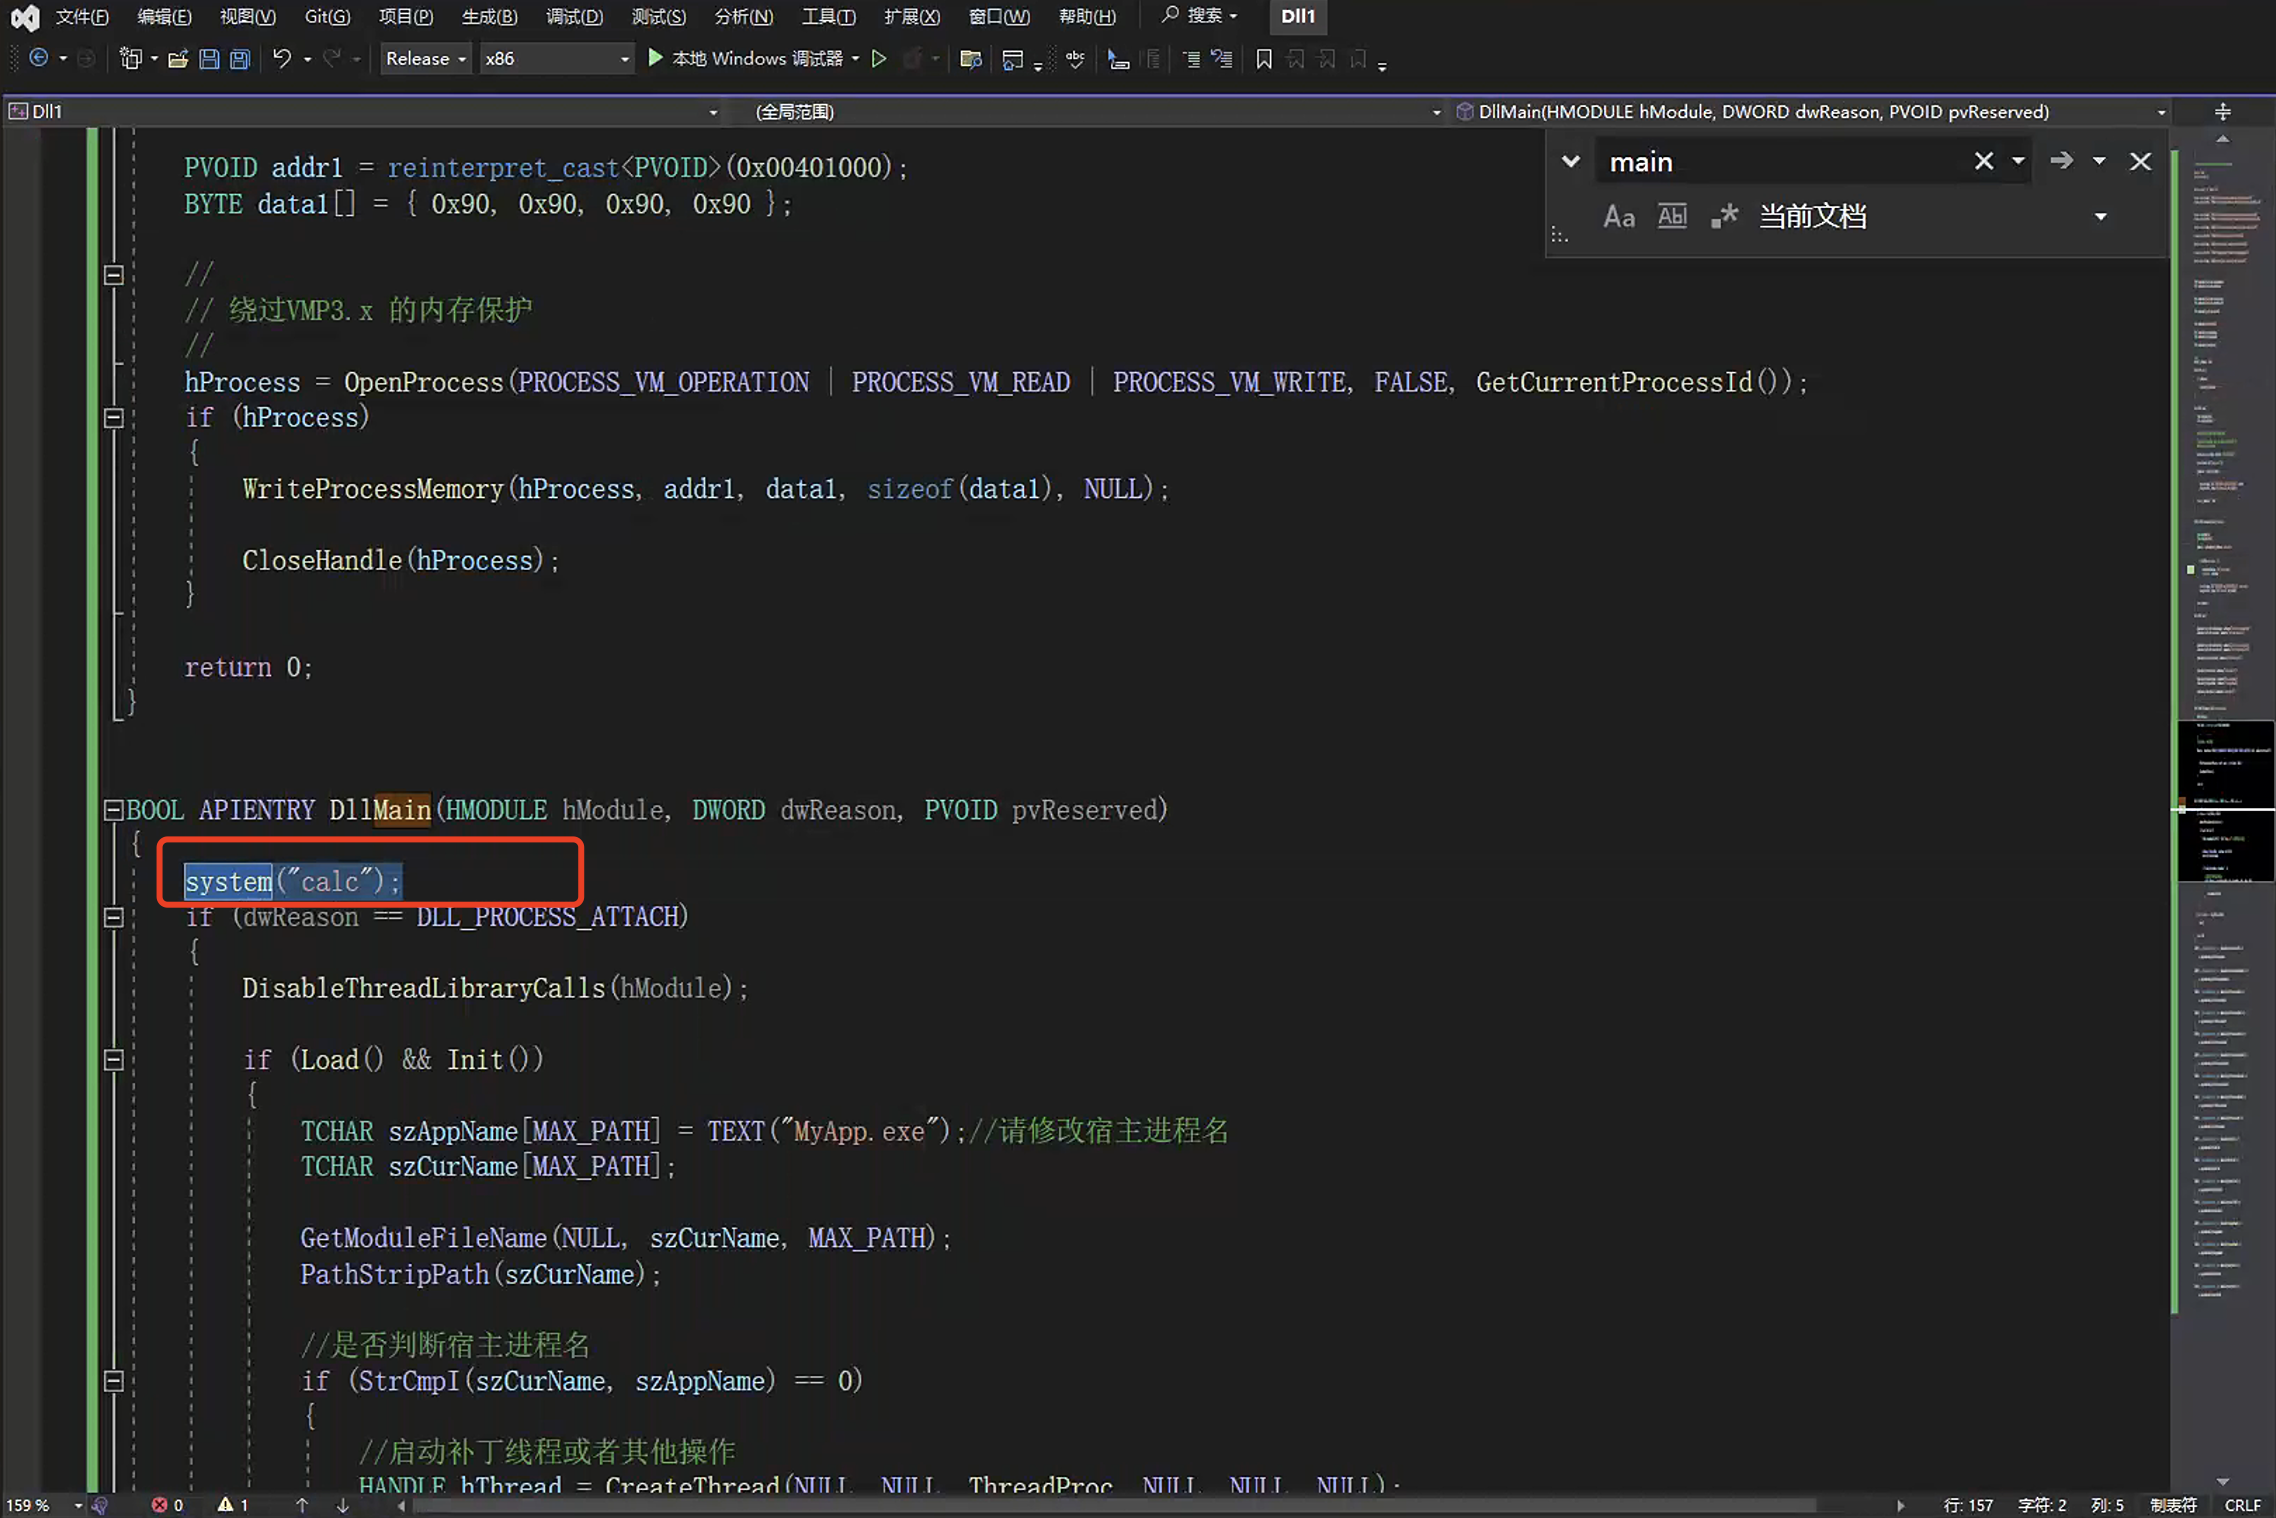 文件(F) 编辑(E) 视图(V) Git(G) 项目(P) 生成(B) 调试(D) 测试(S) 分析(N) 工具(T) 扩展(X) 窗口(W) 帮助(H) 搜索 Dll1
Release x86 本地 Windows 调试器
Dll1 (全局范围) DllMain(HMODULE hModule, DWORD dwReason, PVOID pvReserved)
main
当前文档
PVOID addr1 = reinterpret_cast<PVOID>(0x00401000);
BYTE data1[] = { 0x90, 0x90, 0x90, 0x90 };
//
// 绕过VMP3.x 的内存保护
//
hProcess = OpenProcess(PROCESS_VM_OPERATION | PROCESS_VM_READ | PROCESS_VM_WRITE, FALSE, GetCurrentProcessId());
if (hProcess)
{
WriteProcessMemory(hProcess, addr1, data1, sizeof(data1), NULL);
CloseHandle(hProcess);
}
return 0;
}
BOOL APIENTRY DllMain(HMODULE hModule, DWORD dwReason, PVOID pvReserved)
{
system("calc");
if (dwReason == DLL_PROCESS_ATTACH)
{
DisableThreadLibraryCalls(hModule);
if (Load() && Init())
{
TCHAR szAppName[MAX_PATH] = TEXT("MyApp.exe");//请修改宿主进程名
TCHAR szCurName[MAX_PATH];
GetModuleFileName(NULL, szCurName, MAX_PATH);
PathStripPath(szCurName);
//是否判断宿主进程名
if (StrCmpI(szCurName, szAppName) == 0)
{
//启动补丁线程或者其他操作
HANDLE hThread = CreateThread(NULL, NULL, ThreadProc, NULL, NULL, NULL);
159 % 0 1 行: 157 字符: 2 列: 5 制表符 CRLF